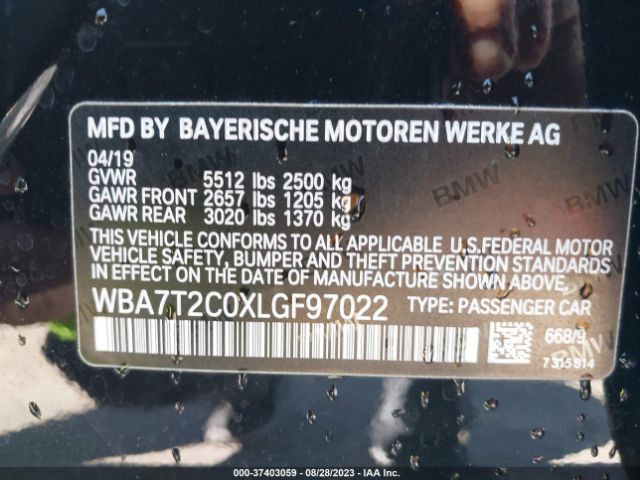 MFD BY BAYERISCHE MOTOREN WERKE AG
04/19
GVWR 5512 lbs 2500 kg
GAWR FRONT 2657 lbs 1205 kg
GAWR REAR 3020 lbs 1370 kg
THIS VEHICLE CONFORMS TO ALL APPLICABLE U.S.FEDERAL MOTOR
VEHICLE SAFETY, BUMPER AND THEFT PREVENTION STANDARDS
IN EFFECT ON THE DATE OF MANUFACTURE SHOWN ABOVE.
WBA7T2C0XLGF97022 TYPE: PASSENGER CAR
668/9
7 315 814
000-37403059 - 08/28/2023 - IAA Inc.